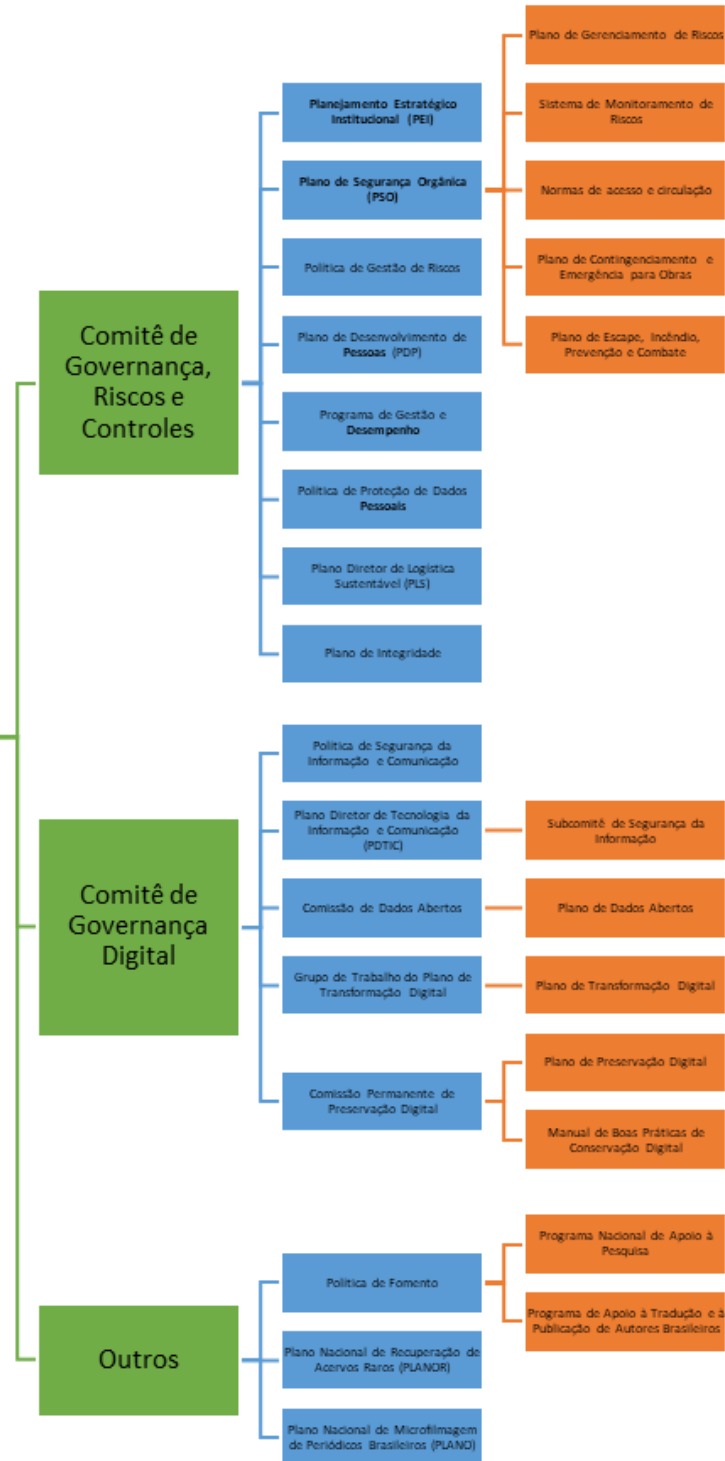 Comitê de
Governança,
Riscos e
Controles
Planejamento Estratégico
Institucional (PEI)
Plano de Segurança Orgânica
(PSO)
Plano de Gerenciamento de Riscos
Sistema de Monitoramento de
Riscos
Normas de acesso e circulação
Plano de Contingenciamento e
Emergência para Obras
Plano de Escape, Incêndio,
Prevenção e Combate
Política de Gestão de Riscos
Plano de Desenvolvimento de
Pessoas (PDP)
Programa de Gestão e
Desempenho
Política de Proteção de Dados
Pessoais
Plano Diretor de Logística
Sustentável (PLS)
Plano de Integridade
Comitê de
Governança
Digital
Política de Segurança da
Informação e Comunicação
Plano Diretor de Tecnologia da
Informação e Comunicação
(PDTIC)
Subcomitê de Segurança da
Informação
Comissão de Dados Abertos
Plano de Dados Abertos
Grupo de Trabalho do Plano de
Transformação Digital
Plano de Transformação Digital
Comissão Permanente de
Preservação Digital
Plano de Preservação Digital
Manual de Boas Práticas de
Conservação Digital
Outros
Política de Fomento
Programa Nacional de Apoio à
Pesquisa
Programa de Apoio à Tradução e à
Publicação de Autores Brasileiros
Plano Nacional de Recuperação de
Acervos Raros (PLANOR)
Plano Nacional de Microfilmagem
de Periódicos Brasileiros (PLANO)